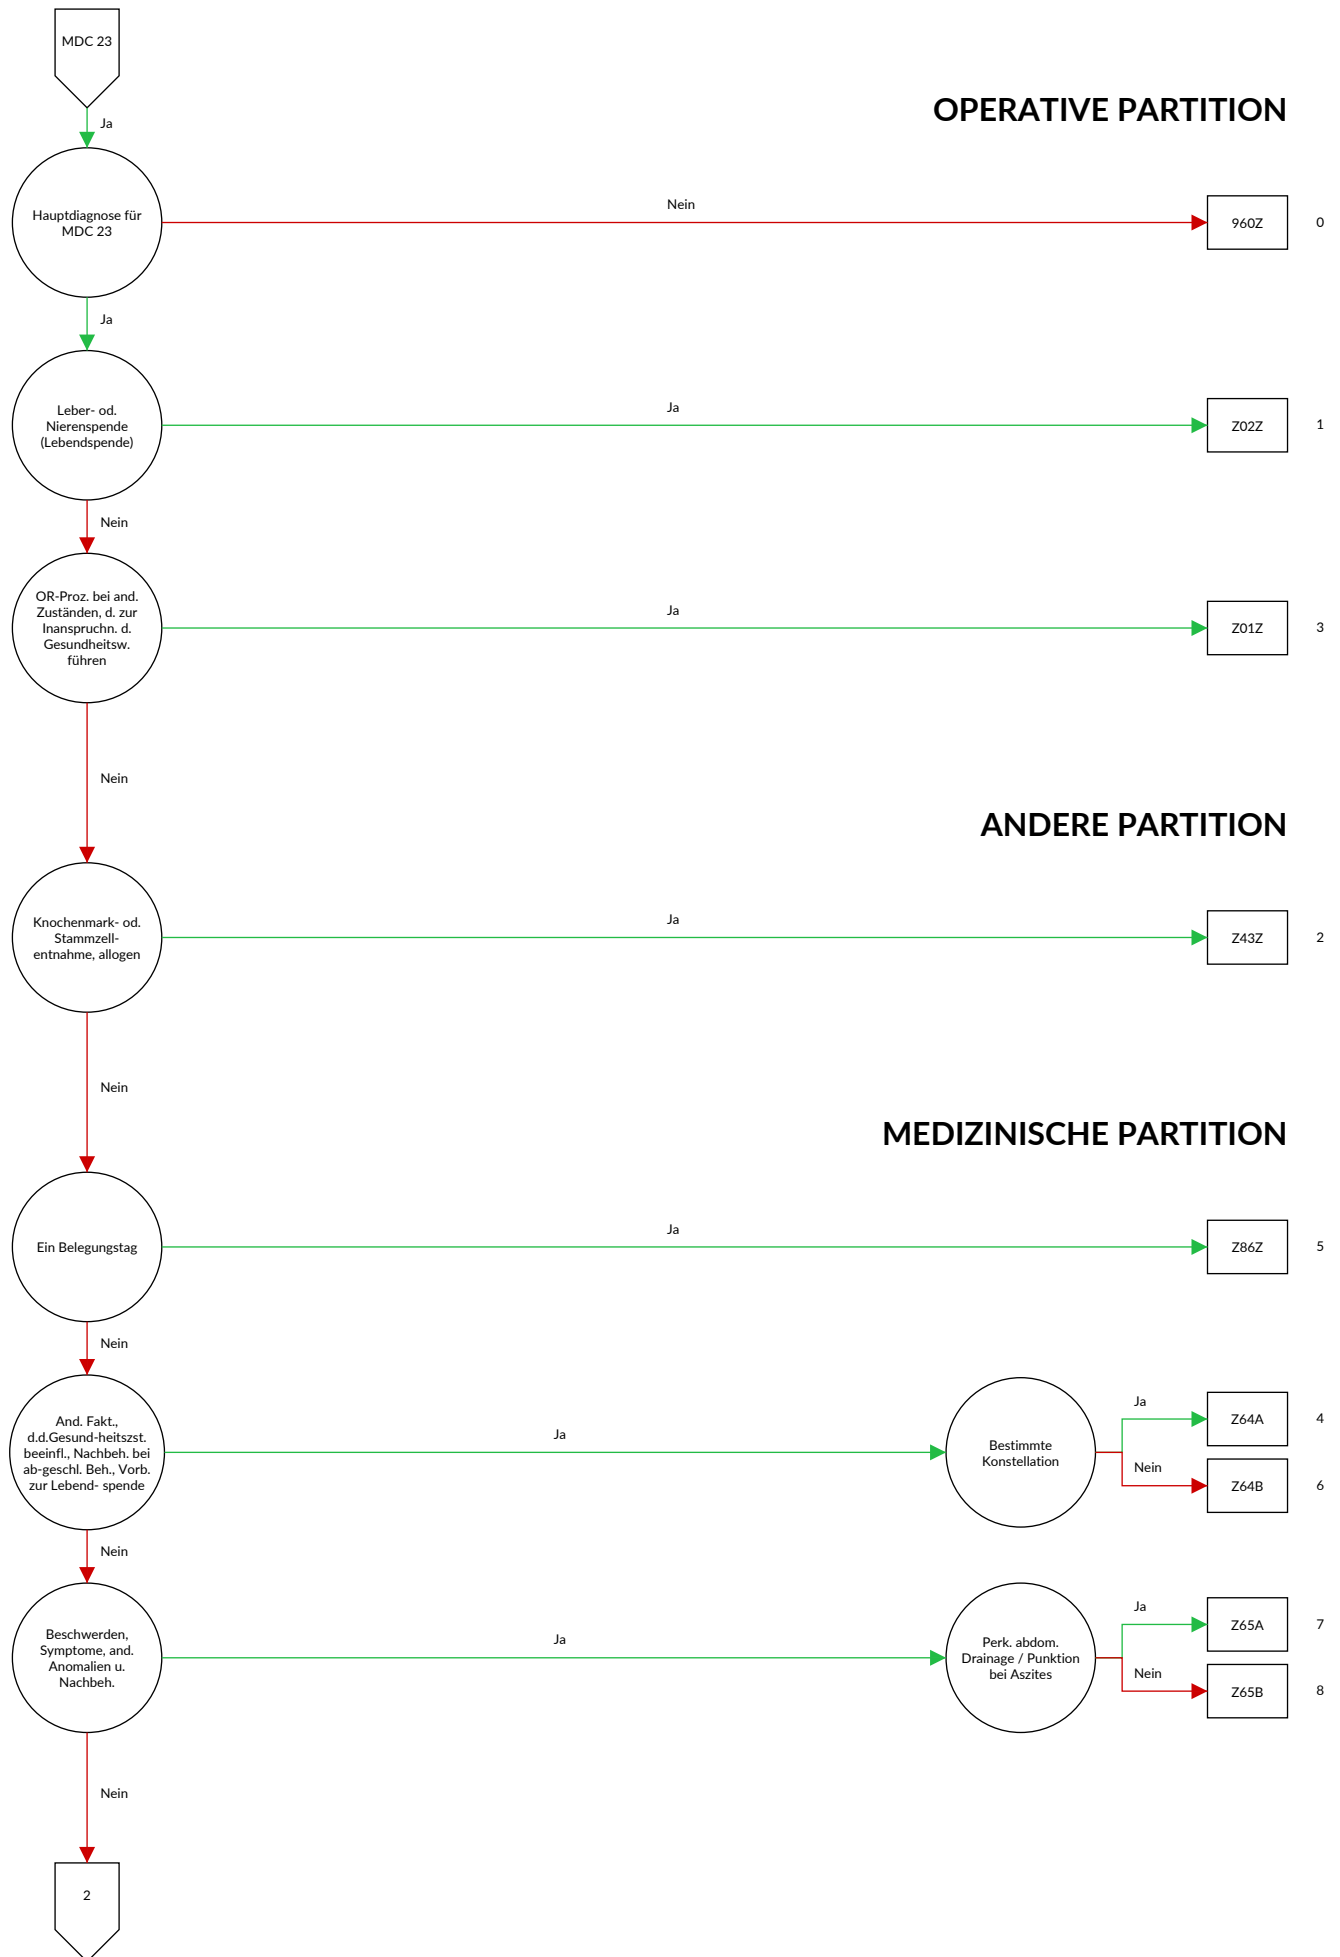 MDC 23
OPERATIVE PARTITION
Ja
Hauptdiagnose für
MDC 23
Nein
960Z
0
Ja
Leber- od.
Nierenspende
(Lebendspende)
Ja
Z02Z
1
Nein
OR-Proz. bei and.
Zuständen, d. zur
Inanspruchn. d.
Gesundheitsw.
führen
Ja
Z01Z
3
Nein
ANDERE PARTITION
Knochenmark- od.
Stammzell-
entnahme, allogen
Ja
Z43Z
2
Nein
MEDIZINISCHE PARTITION
Ein Belegungstag
Ja
Z86Z
5
Nein
And. Fakt.,
d.d.Gesund-heitszst.
beeinfl., Nachbeh. bei
ab-geschl. Beh., Vorb.
zur Lebend- spende
Ja
Bestimmte
Konstellation
Ja
Z64A
4
Nein
Z64B
6
Nein
Beschwerden,
Symptome, and.
Anomalien u.
Nachbeh.
Ja
Perk. abdom.
Drainage / Punktion
bei Aszites
Ja
Z65A
7
Nein
Z65B
8
Nein
2